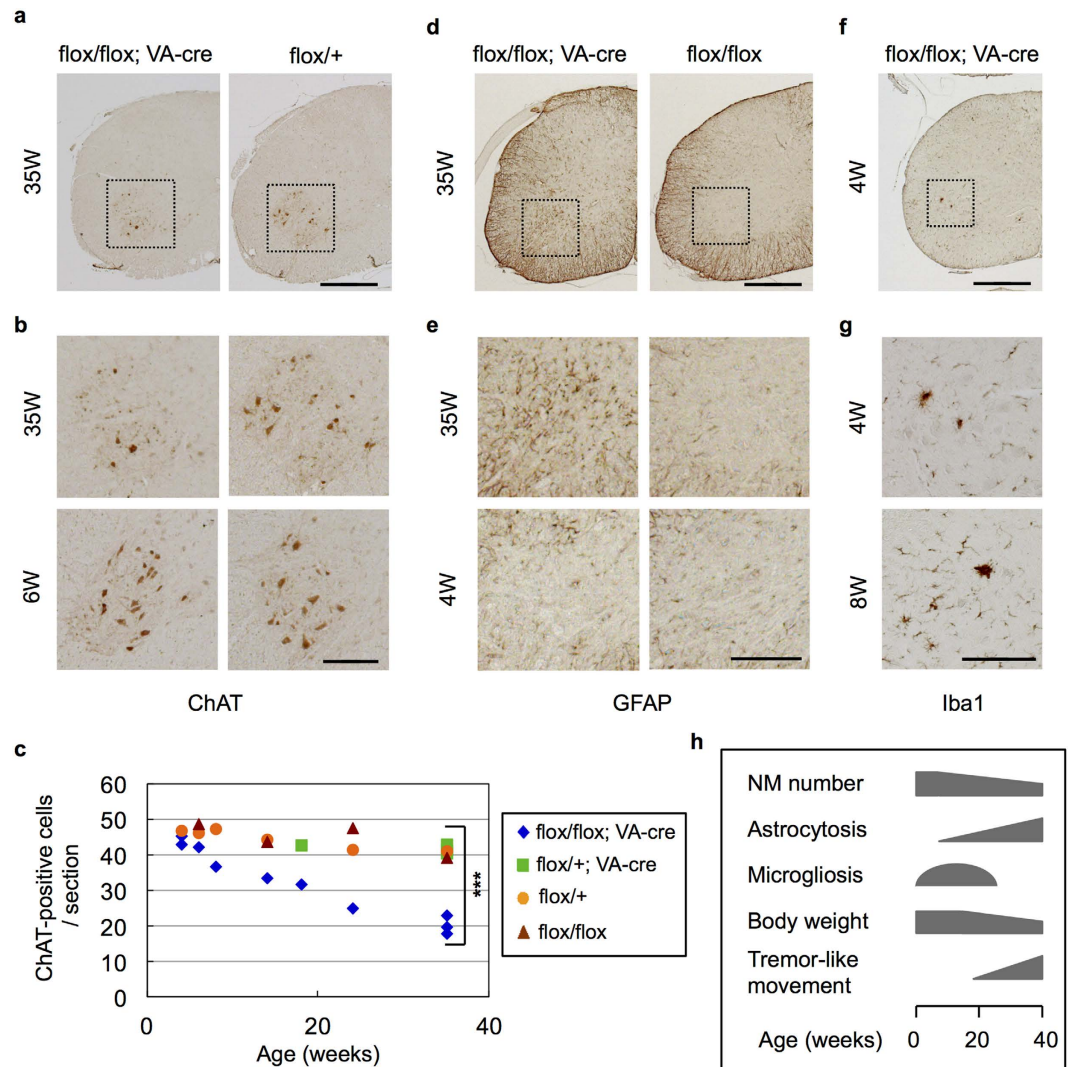 a
flox/flox; VA-cre
flox/+
35W
b
35W
6W
ChAT
d
flox/flox; VA-cre
flox/flox
35W
e
35W
4W
GFAP
f
flox/flox; VA-cre
4W
g
4W
8W
Iba1
c
ChAT-positive cells
/ section
60
50
40
30
20
10
0
0
20
40
Age (weeks)
***
flox/flox; VA-cre
flox/+; VA-cre
flox/+
flox/flox
h
NM number
Astrocytosis
Microgliosis
Body weight
Tremor-like
movement
Age (weeks) 0 20 40